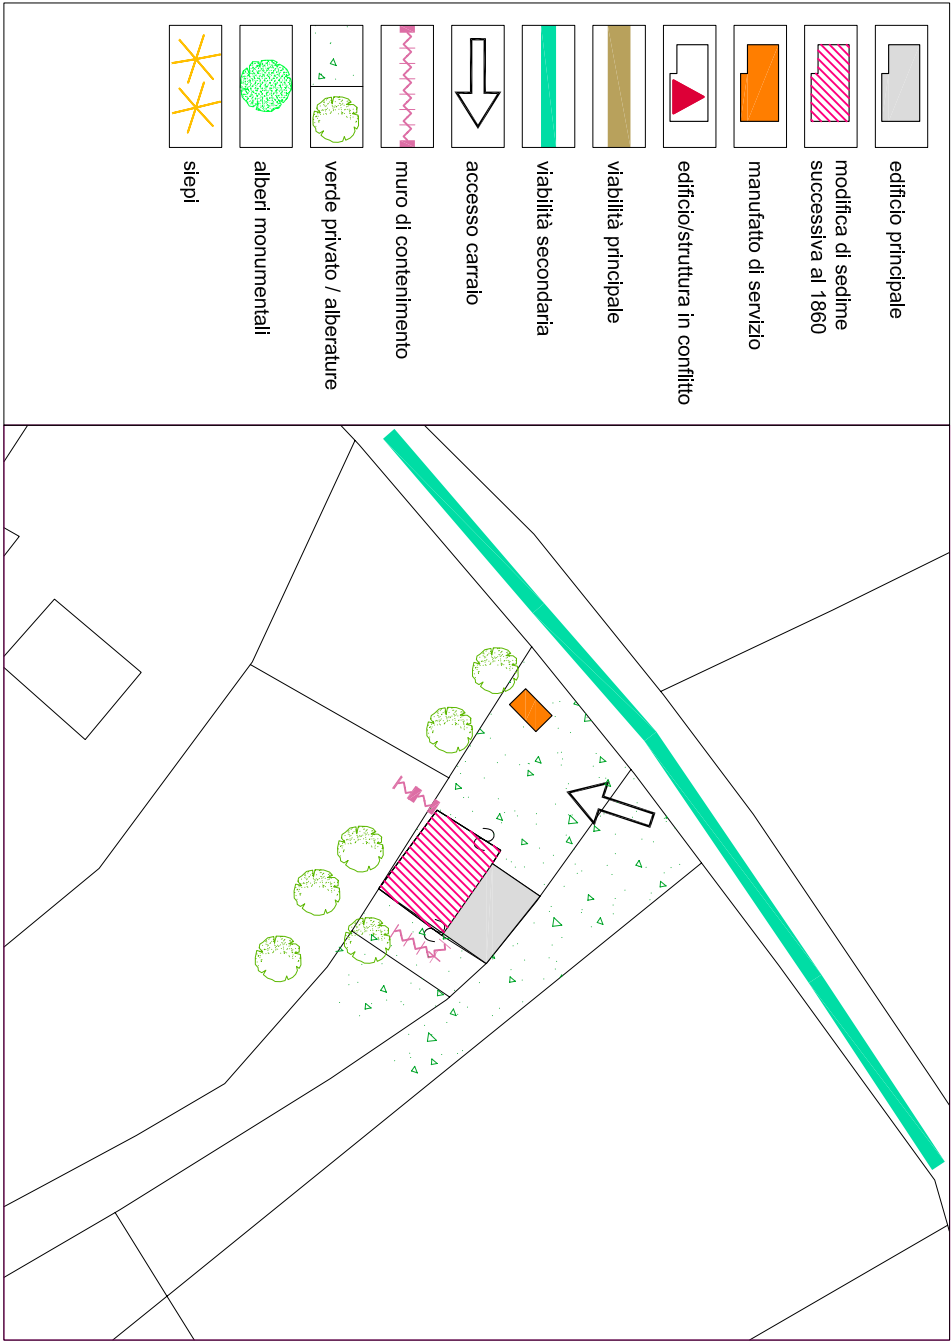 edificio principale
modifica di sedime
successiva al 1860
manufatto di servizio
edificio/struttura in conflitto
viabilità principale
viabilità secondaria
accesso carraio
muro di contenimento
verde privato / alberature
alberi monumentali
siepi